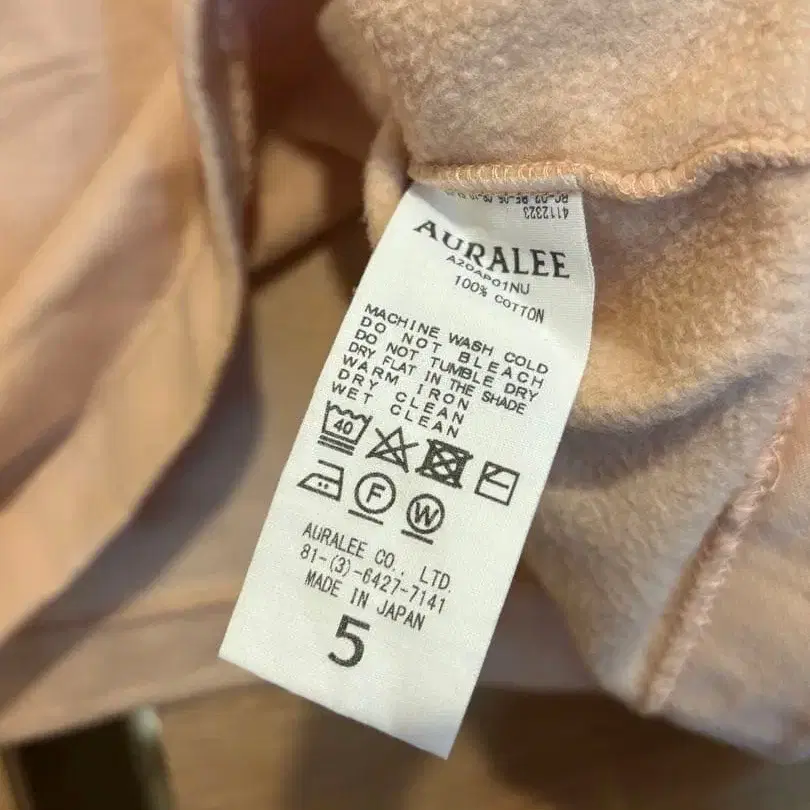 4112323
AURALEE
A20AP01NU
100% COTTON
MACHINE WASH COLD
DO NOT BLEACH
DO NOT TUMBLE DRY
DRY FLAT IN THE SHADE
WARM IRON
DRY CLEAN
WET CLEAN
40
F
W
AURALEE CO., LTD.
81-(3)-6427-7141
MADE IN JAPAN
5